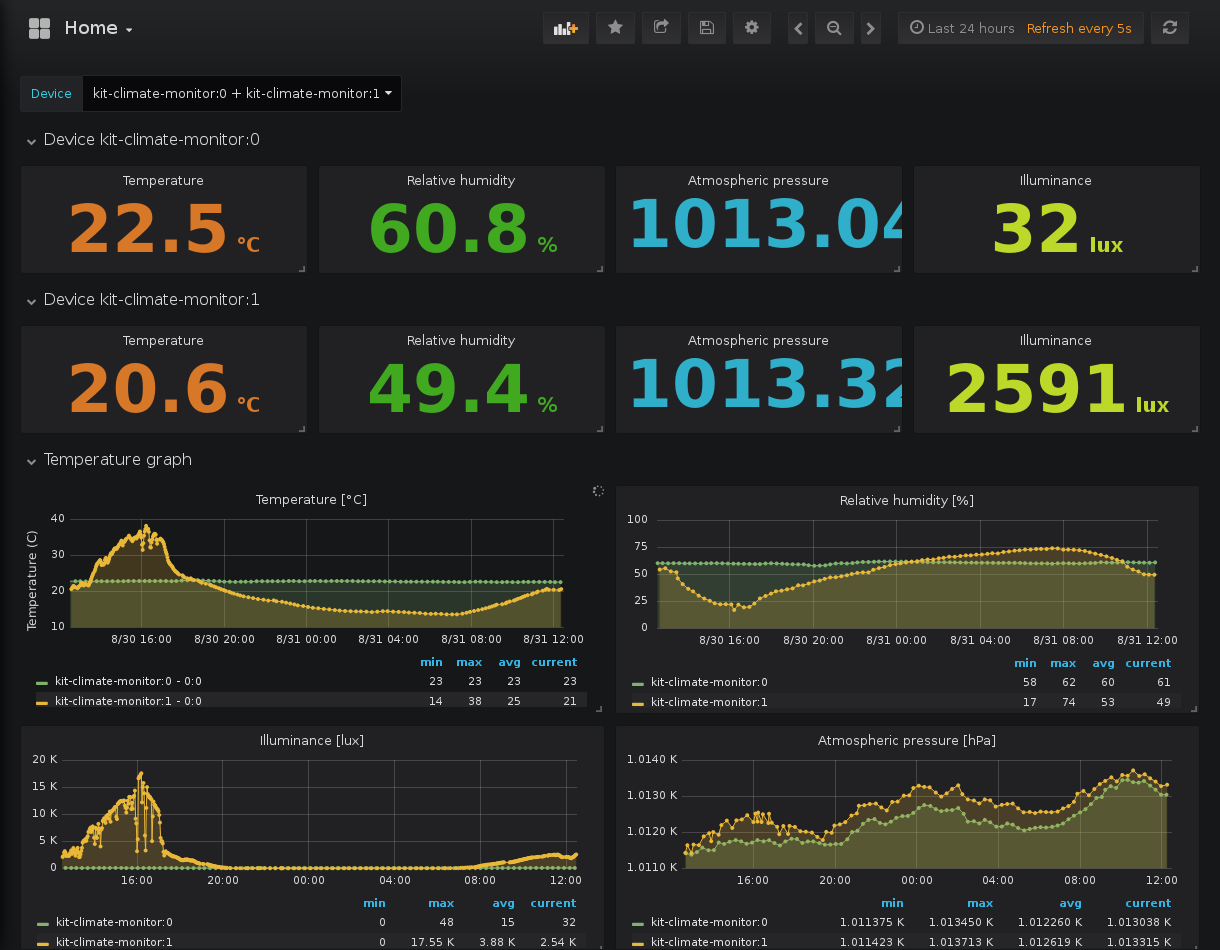 Home
Last 24 hours Refresh every 5s
Device kit-climate-monitor:0 + kit-climate-monitor:1
Device kit-climate-monitor:0
Temperature Relative humidity Atmospheric pressure Illuminance
22.5 °C 60.8 % 1013.04 32 lux
Device kit-climate-monitor:1
Temperature Relative humidity Atmospheric pressure Illuminance
20.6 °C 49.4 % 1013.32 2591 lux
Temperature graph
Temperature [°C]
Temperature (C)
40
30
20
10
8/30 16:00 8/30 20:00 8/31 00:00 8/31 04:00 8/31 08:00 8/31 12:00
min max avg current
kit-climate-monitor:0 - 0:0 23 23 23 23
kit-climate-monitor:1 - 0:0 14 38 25 21
Relative humidity [%]
100
75
50
25
0
8/30 16:00 8/30 20:00 8/31 00:00 8/31 04:00 8/31 08:00 8/31 12:00
min max avg current
kit-climate-monitor:0 58 62 60 61
kit-climate-monitor:1 17 74 53 49
Illuminance [lux]
20 K
15 K
10 K
5 K
0
16:00 20:00 00:00 04:00 08:00 12:00
min max avg current
kit-climate-monitor:0 0 48 15 32
kit-climate-monitor:1 0 17.55 K 3.88 K 2.54 K
Atmospheric pressure [hPa]
1.0140 K
1.0130 K
1.0120 K
1.0110 K
16:00 20:00 00:00 04:00 08:00 12:00
min max avg current
kit-climate-monitor:0 1.011375 K 1.013450 K 1.012260 K 1.013038 K
kit-climate-monitor:1 1.011423 K 1.013713 K 1.012619 K 1.013315 K